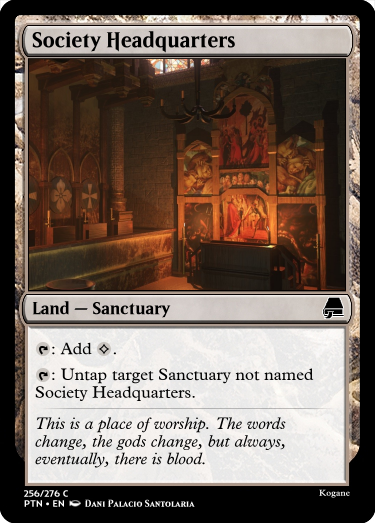 Society Headquarters
Land — Sanctuary
: Add .
: Untap target Sanctuary not named
Society Headquarters.
This is a place of worship. The words
change, the gods change, but always,
eventually, there is blood.
256/276 C
Kogane
PTN • EN Dani Palacio Santolaria